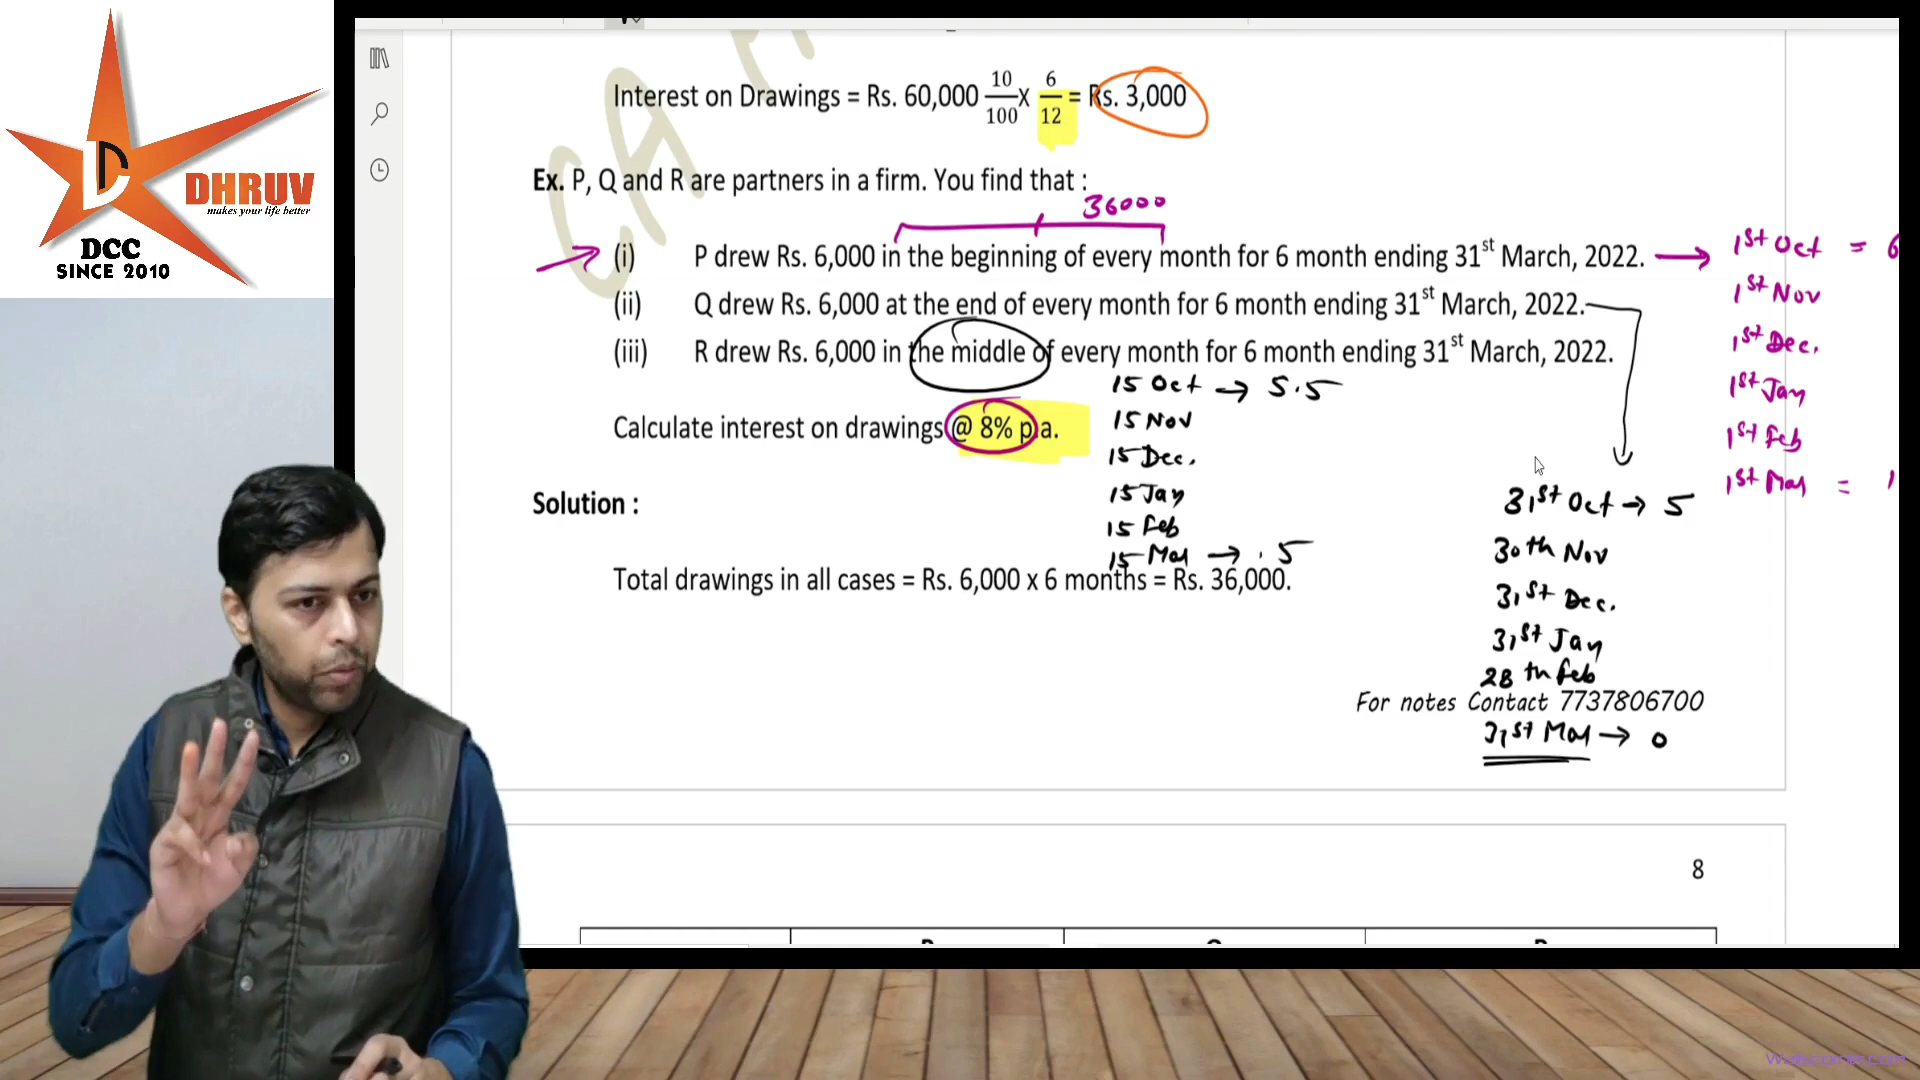 DHRUV
makes your life better
DCC
SINCE 2010
Interest on Drawings = Rs. 60,000 10/100 x 6/12 = Rs. 3,000
Ex. P, Q and R are partners in a firm. You find that :
36000
(i) P drew Rs. 6,000 in the beginning of every month for 6 month ending 31st March, 2022.
(ii) Q drew Rs. 6,000 at the end of every month for 6 month ending 31st March, 2022.
(iii) R drew Rs. 6,000 in the middle of every month for 6 month ending 31st March, 2022.
1st Oct = 6
1st Nov
1st Dec.
1st Jan
1st Feb
1st Mar = 1
Calculate interest on drawings @ 8% p.a.
15 Oct → 5.5
15 Nov
15 Dec.
15 Jan
15 Feb
15 Mar → .5
Solution :
Total drawings in all cases = Rs. 6,000 x 6 months = Rs. 36,000.
31st Oct → 5
30th Nov
31st Dec.
31st Jan
28th Feb
For notes Contact 7737806700
31st Mar → 0
8